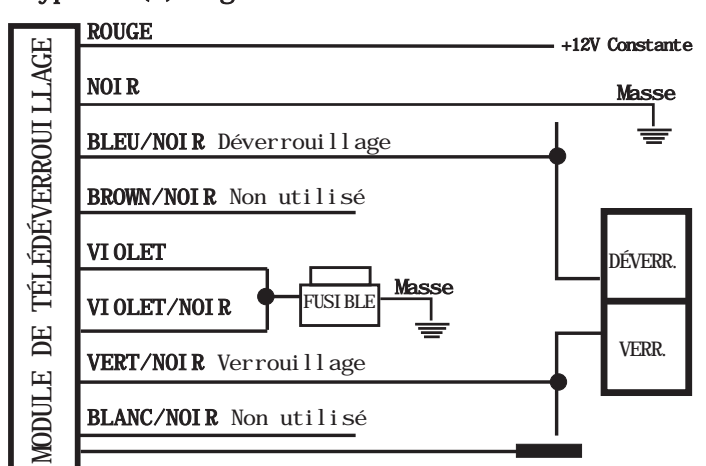 ROUGE
+12V Constante
NOIR
Masse
BLEU/NOIR Déverrouillage
BROWN/NOIR Non utilisé
DÉVERR.
VIOLET
Masse
FUSIBLE
VIOLET/NOIR
VERR.
VERT/NOIR Verrouillage
BLANC/NOIR Non utilisé
MODULE DE TÉLÉDÉVERROUILLAGE